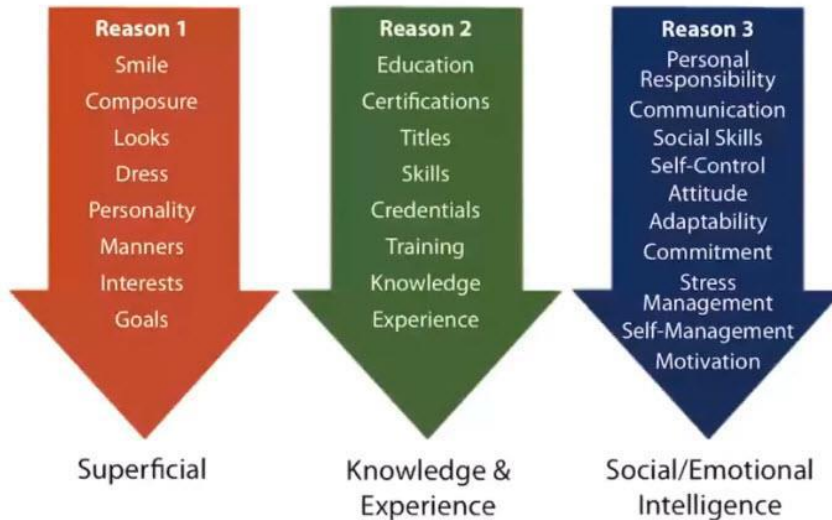 Reason 1
Smile
Composure
Looks
Dress
Personality
Manners
Interests
Goals
Superficial
Reason 2
Education
Certifications
Titles
Skills
Credentials
Training
Knowledge
Experience
Knowledge &
Experience
Reason 3
Personal
Responsibility
Communication
Social Skills
Self-Control
Attitude
Adaptability
Commitment
Stress
Management
Self-Management
Motivation
Social/Emotional
Intelligence